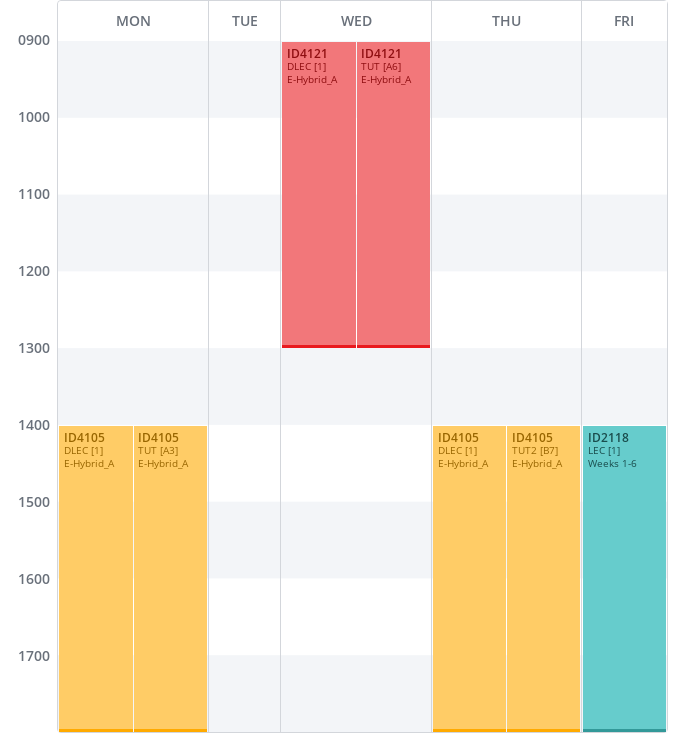 MON TUE WED THU FRI
0900
ID4121 ID4121
DLEC [1] TUT [A6]
E-Hybrid_A E-Hybrid_A
1000
1100
1200
1300
1400
ID4105 ID4105 ID4105 ID4105 ID2118
DLEC [1] TUT [A3] DLEC [1] TUT2 [B7] LEC [1]
E-Hybrid_A E-Hybrid_A E-Hybrid_A E-Hybrid_A Weeks 1-6
1500
1600
1700